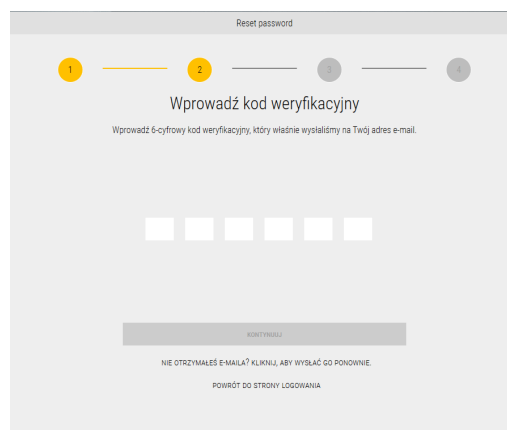 Reset password
1 2 3 4
Wprowadź kod weryfikacyjny
Wprowadź 6-cyfrowy kod weryfikacyjny, który właśnie wysłaliśmy na Twój adres e-mail.
KONTYNUUJ
NIE OTRZYMAŁEŚ E-MAILA? KLIKNIJ, ABY WYSŁAĆ GO PONOWNIE.
POWRÓT DO STRONY LOGOWANIA